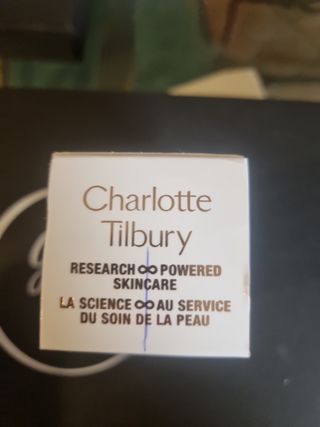 Charlotte
Tilbury
RESEARCH ∞ POWERED
SKINCARE
LA SCIENCE ∞ AU SERVICE
DU SOIN DE LA PEAU